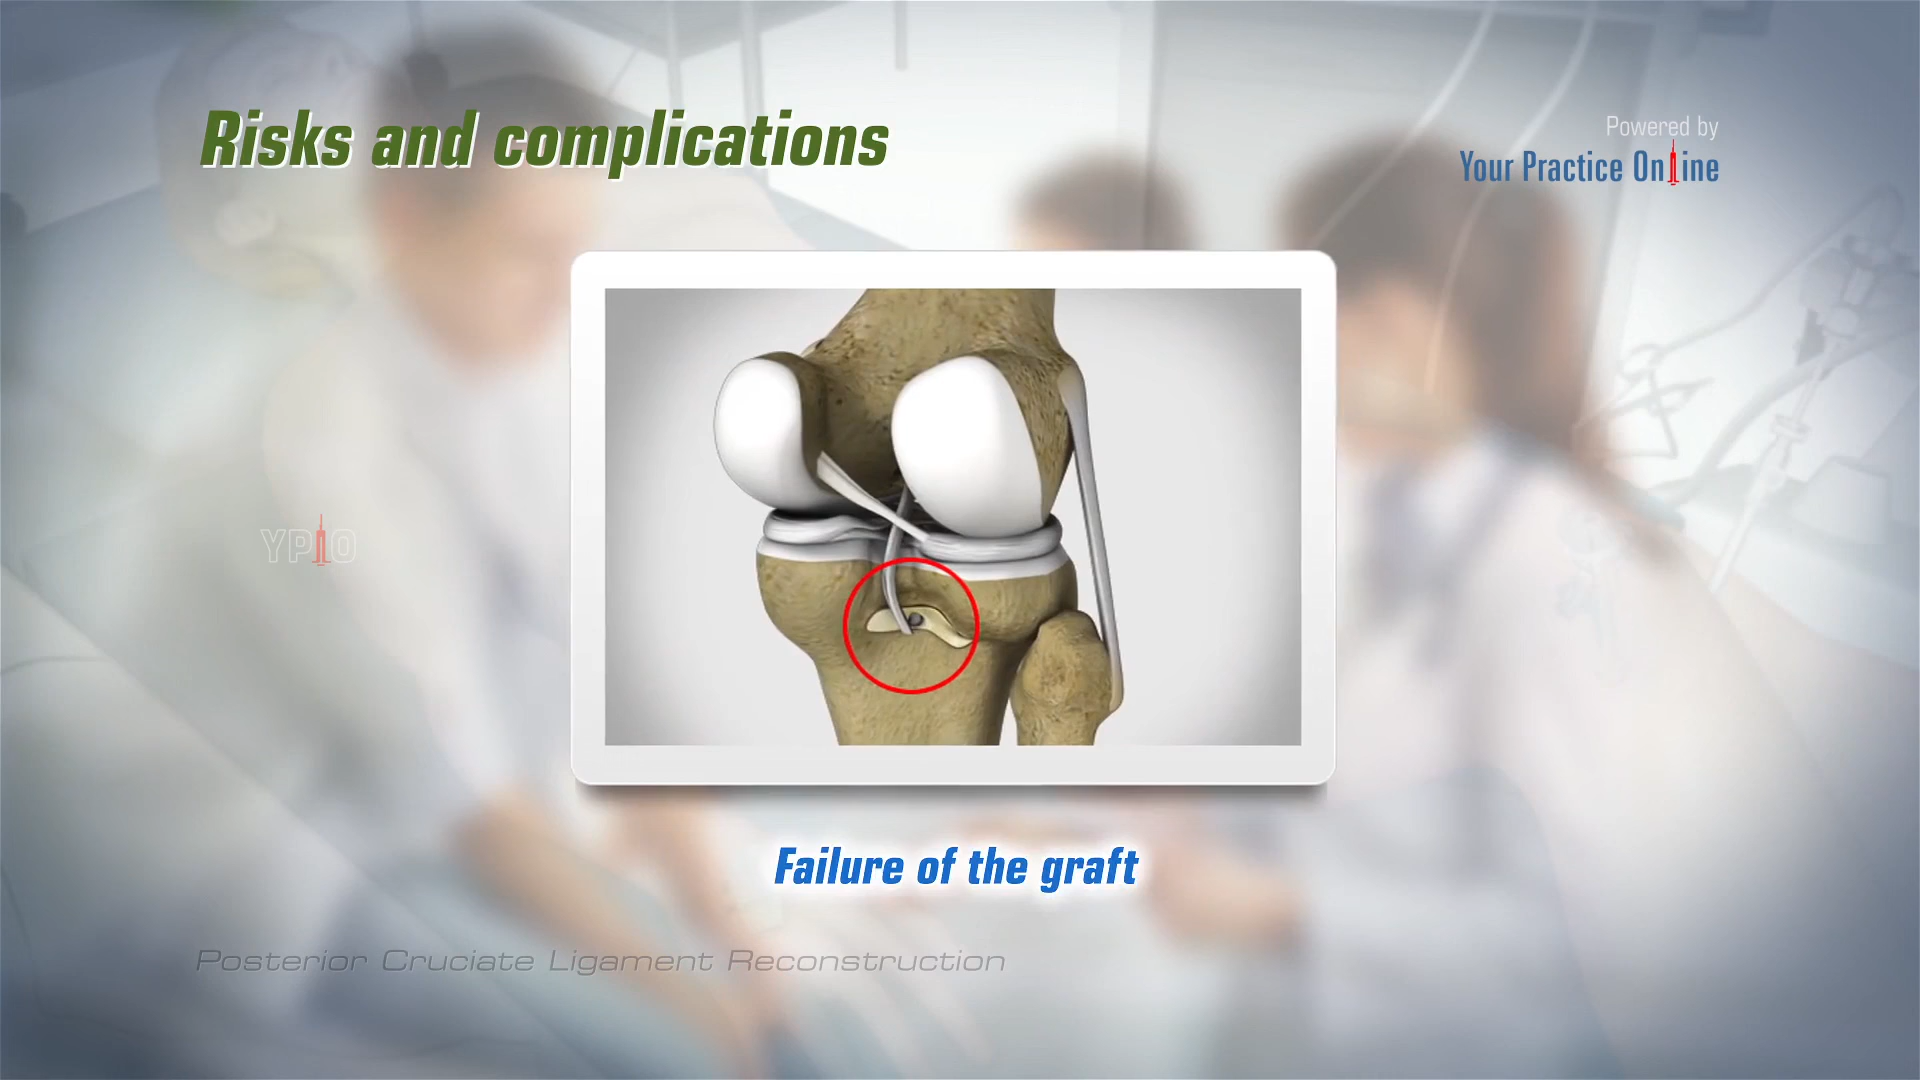 Risks and complications
Powered by
Your Practice Online
YPO
Failure of the graft
Posterior Cruciate Ligament Reconstruction